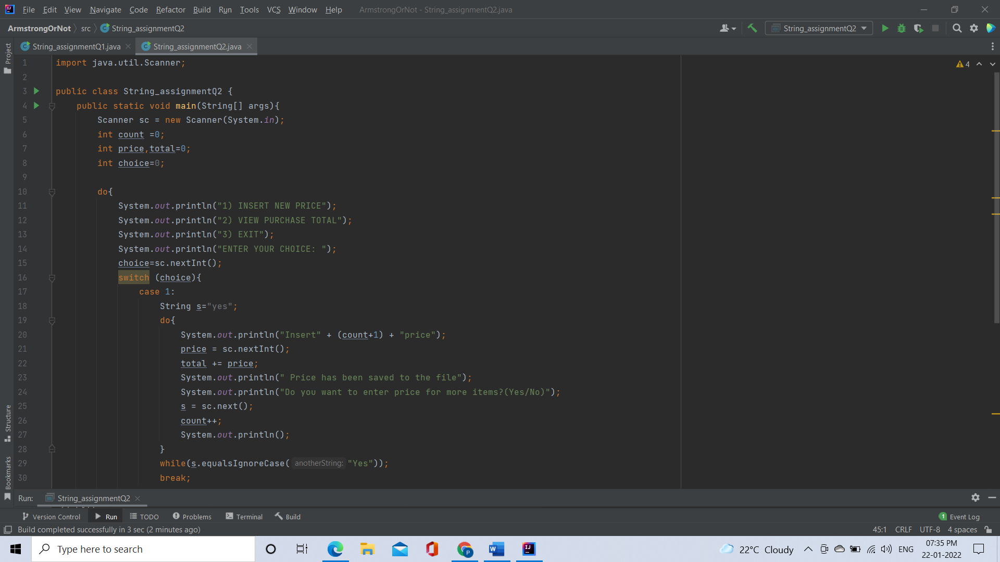 File Edit View Navigate Code Refactor Build Run Tools VCS Window Help ArmstrongOrNot - String_assignmentQ2.java
ArmstrongOrNot src String_assignmentQ2 String_assignmentQ2
Project
String_assignmentQ1.java String_assignmentQ2.java
4
1 import java.util.Scanner;
2
3 public class String_assignmentQ2 {
4 public static void main(String[] args){
5 Scanner sc = new Scanner(System.in);
6 int count =0;
7 int price,total=0;
8 int choice=0;
9
10 do{
11 System.out.println("1) INSERT NEW PRICE");
12 System.out.println("2) VIEW PURCHASE TOTAL");
13 System.out.println("3) EXIT");
14 System.out.println("ENTER YOUR CHOICE: ");
15 choice=sc.nextInt();
16 switch (choice){
17 case 1:
18 String s="yes";
19 do{
20 System.out.println("Insert" + (count+1) + "price");
21 price = sc.nextInt();
22 total += price;
23 System.out.println(" Price has been saved to the file");
24 System.out.println("Do you want to enter price for more items?(Yes/No)");
25 s = sc.next();
26 count++;
27 System.out.println();
28 }
29 while(s.equalsIgnoreCase( anotherString: "Yes"));
30 break;
Structure
Bookmarks
Run: String_assignmentQ2
Version Control Run TODO Problems Terminal Build 1 Event Log
Build completed successfully in 3 sec (2 minutes ago) 45:1 CRLF UTF-8 4 spaces
Type here to search 22°C Cloudy ENG 07:35 PM
22-01-2022